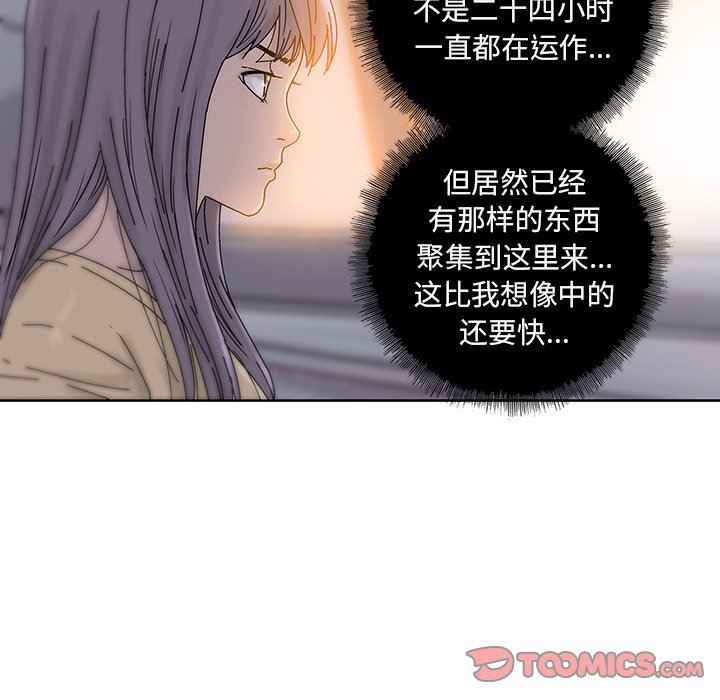 不是二十四小时
一直都在运作...
但居然已经
有那样的东西
聚集到这里来...
这比我想像中的
还要快...
TOOMICS.COM